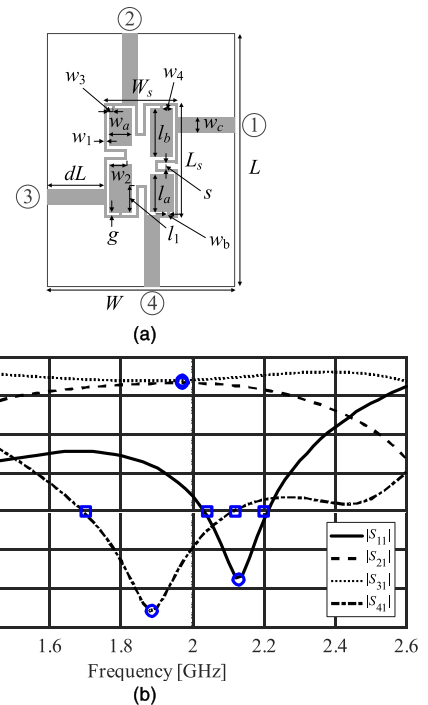 ②
w3
w4
Ws
wa
wc
①
lb
w1
Ls
L
w2
dL
s
la
③
g
l1
wb
W
④
(a)
|S11|
|S21|
|S31|
|S41|
1.6 1.8 2 2.2 2.4 2.6
Frequency [GHz]
(b)